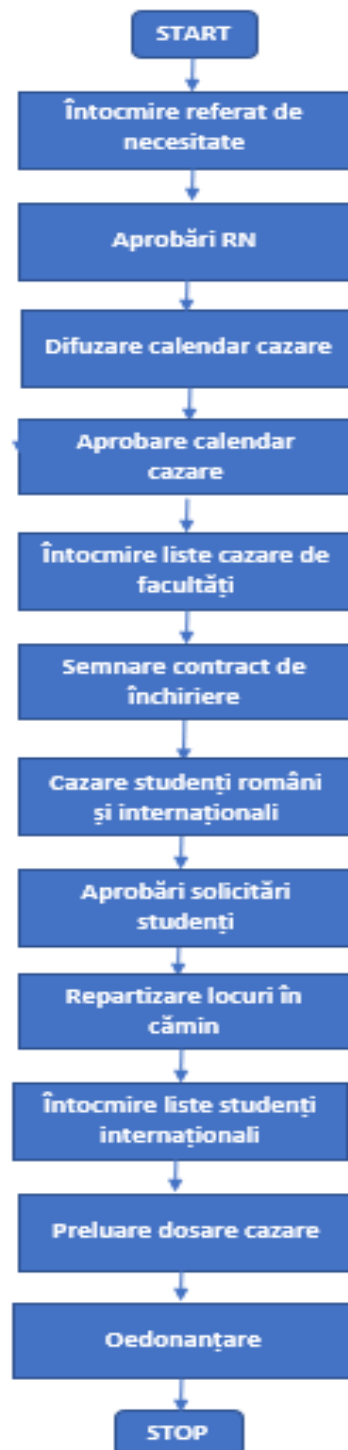 START
Întocmire referat de
necesitate
Aprobări RN
Difuzare calendar cazare
Aprobare calendar
cazare
Întocmire liste cazare de
facultăți
Semnare contract de
închiriere
Cazare studenți români
și internaționali
Aprobări solicitări
studenți
Repartizare locuri în
cămin
Întocmire liste studenți
internaționali
Preluare dosare cazare
Oedonanțare
STOP